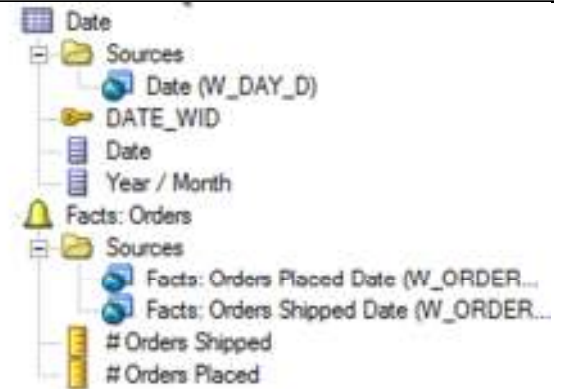 Date
Sources
Date (W_DAY_D)
DATE_WID
Date
Year / Month
Facts: Orders
Sources
Facts: Orders Placed Date (W_ORDER...
Facts: Orders Shipped Date (W_ORDER...
# Orders Shipped
# Orders Placed